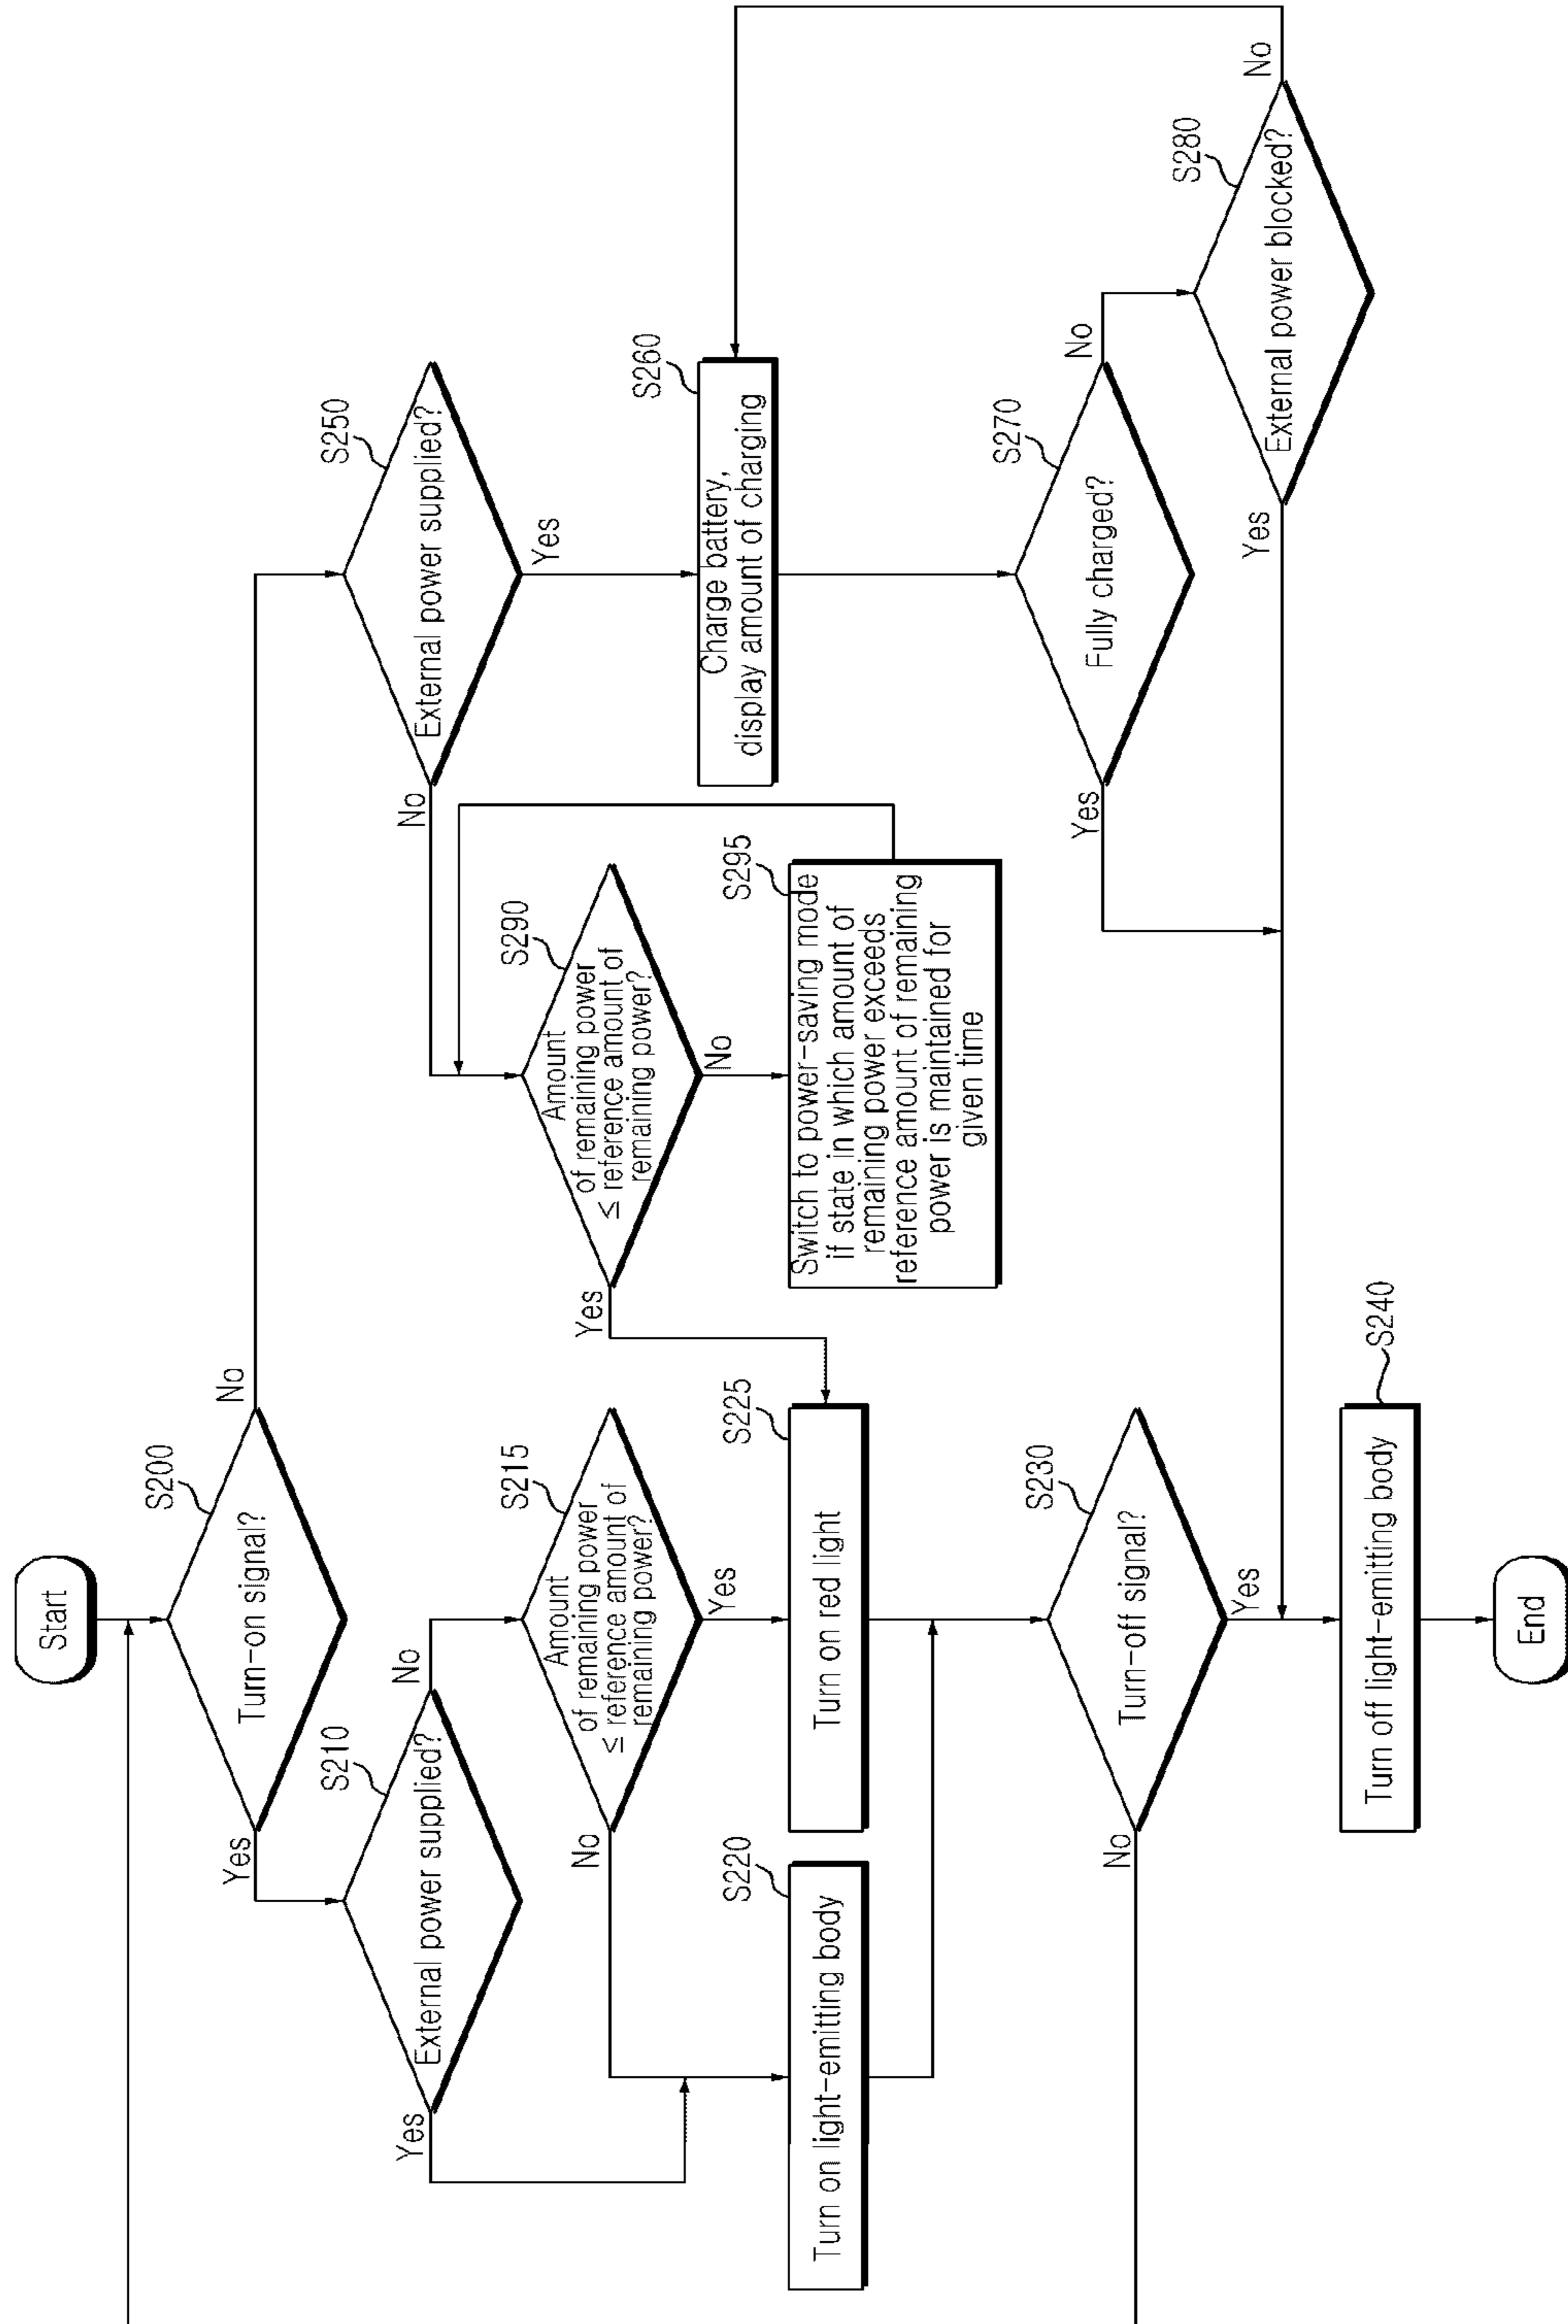 Start
S200
Turn-on signal?
Yes
No
S210
External power supplied?
Yes
No
S250
External power supplied?
No
Yes
S215
Amount
of remaining power
≤ reference amount of
remaining power?
No
Yes
S290
Amount
of remaining power
≤ reference amount of
remaining power?
Yes
No
S260
Charge battery,
display amount of charging
S220
Turn on light-emitting body
S225
Turn on red light
S295
Switch to power-saving mode
if state in which amount of
remaining power exceeds
reference amount of remaining
power is maintained for
given time
S270
Fully charged?
Yes
No
S230
Turn-off signal?
No
Yes
S280
External power blocked?
Yes
No
S240
Turn off light-emitting body
End